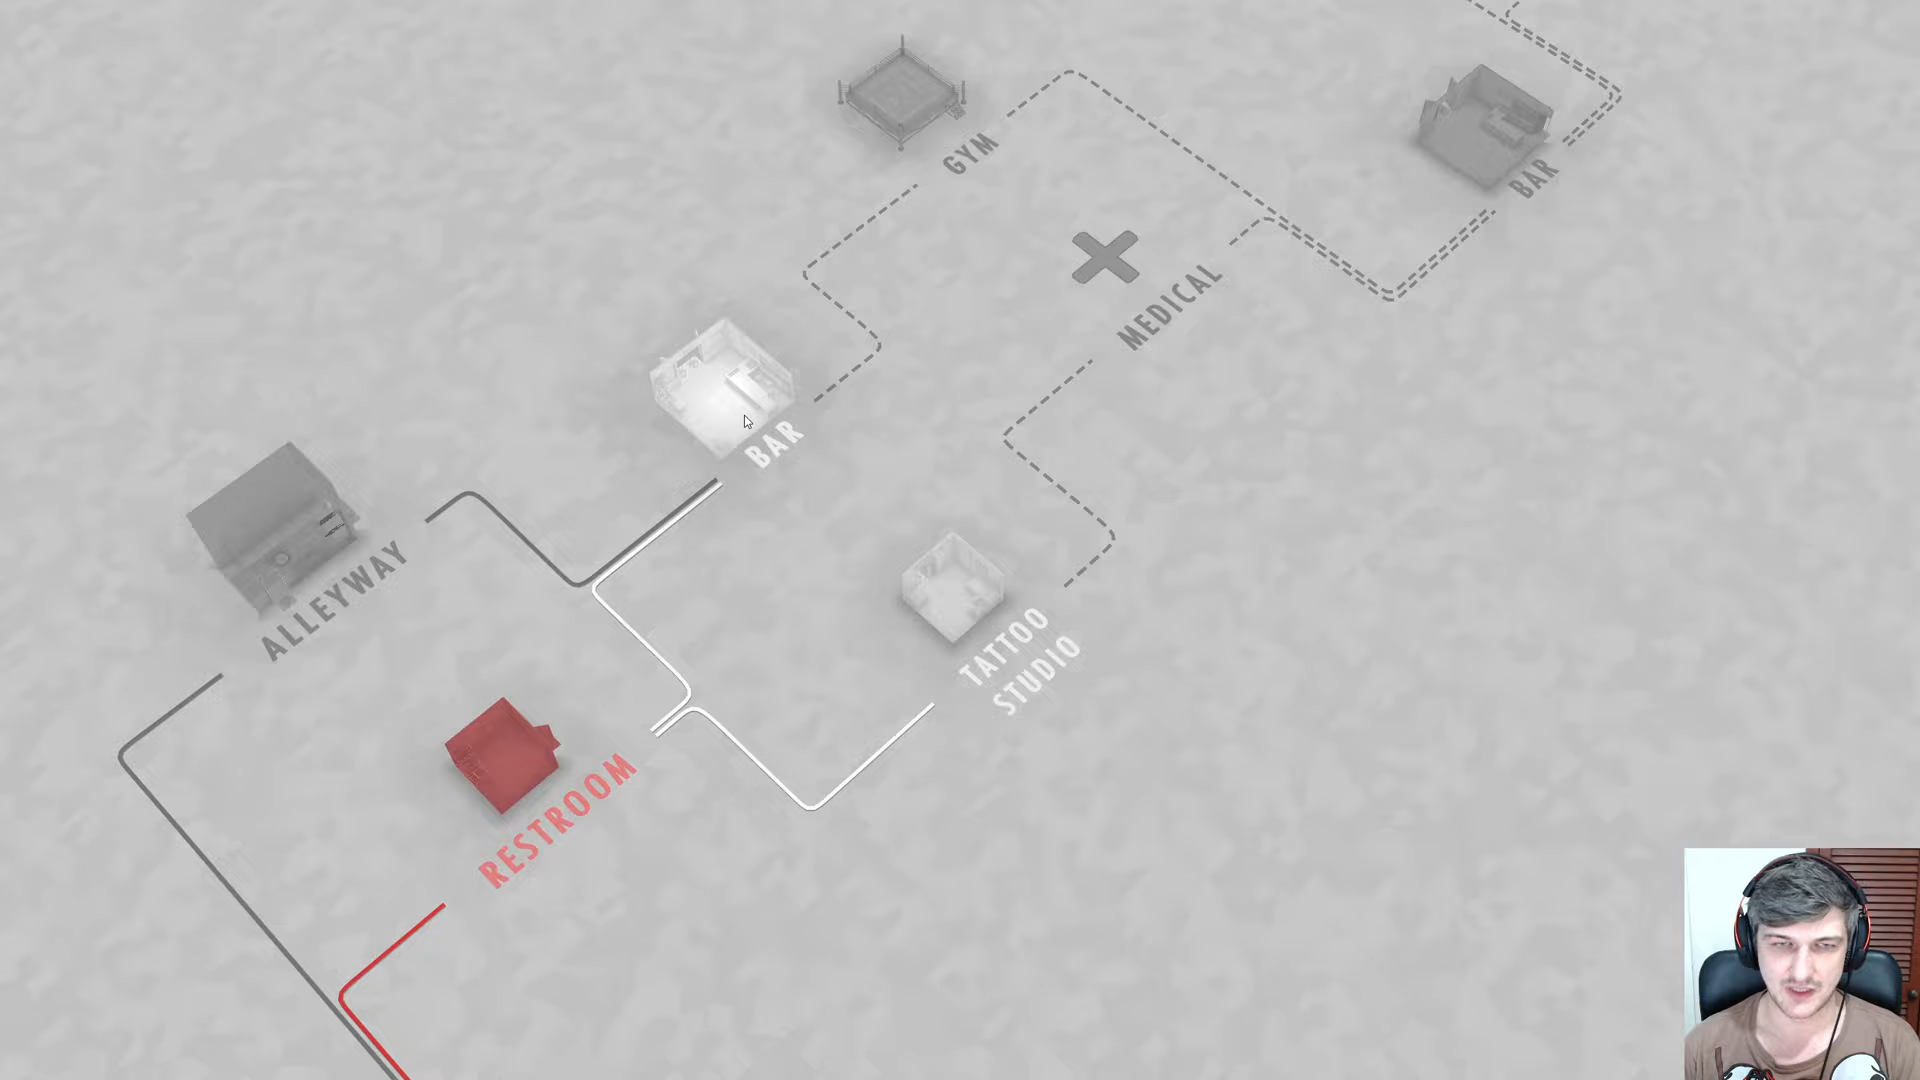 GYM
BAR
MEDICAL
BAR
ALLEYWAY
TATTOO
STUDIO
RESTROOM